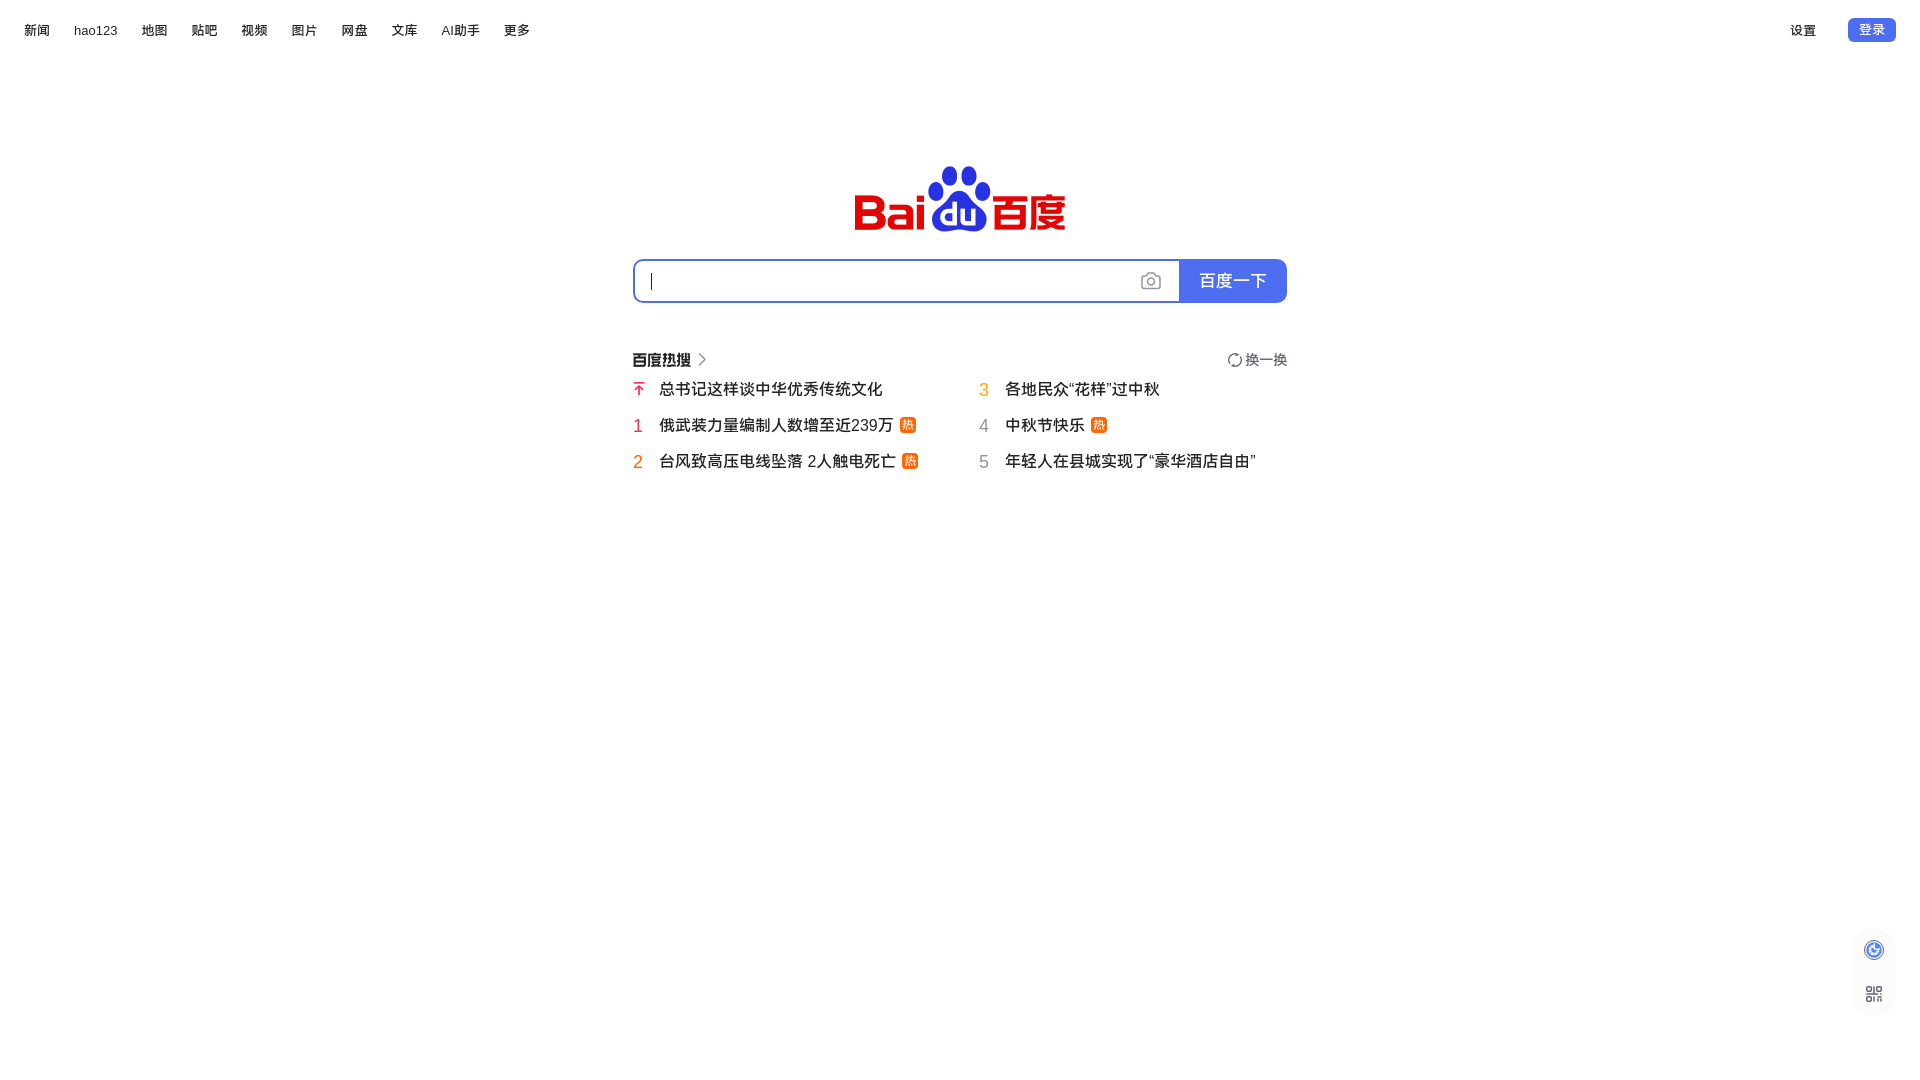 新闻 hao123 地图 贴吧 视频 图片 网盘 文库 AI助手 更多 设置 登录
Bai du 百度
百度一下
百度热搜 换一换
总书记这样谈中华优秀传统文化
1 俄武装力量编制人数增至近239万 热
2 台风致高压电线坠落 2人触电死亡 热
3 各地民众“花样”过中秋
4 中秋节快乐 热
5 年轻人在县城实现了“豪华酒店自由”